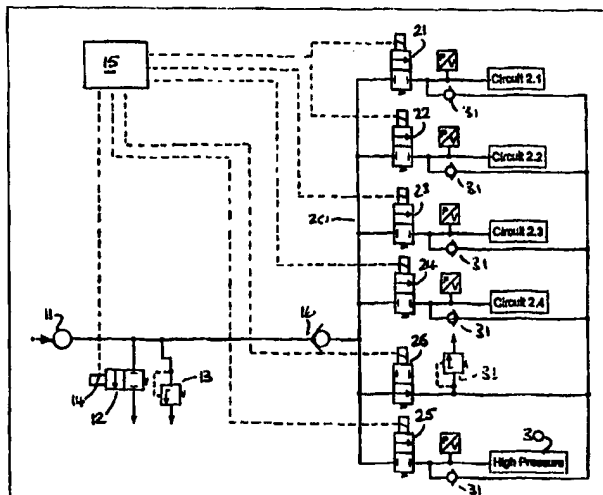 15
21
P/V
Circuit 2.1
31
22
P/V
Circuit 2.2
31
23
P/V
Circuit 2.3
31
20
24
P/V
Circuit 2.4
31
11
16
26
31
14
12
13
25
P/V
30
High Pressure
31